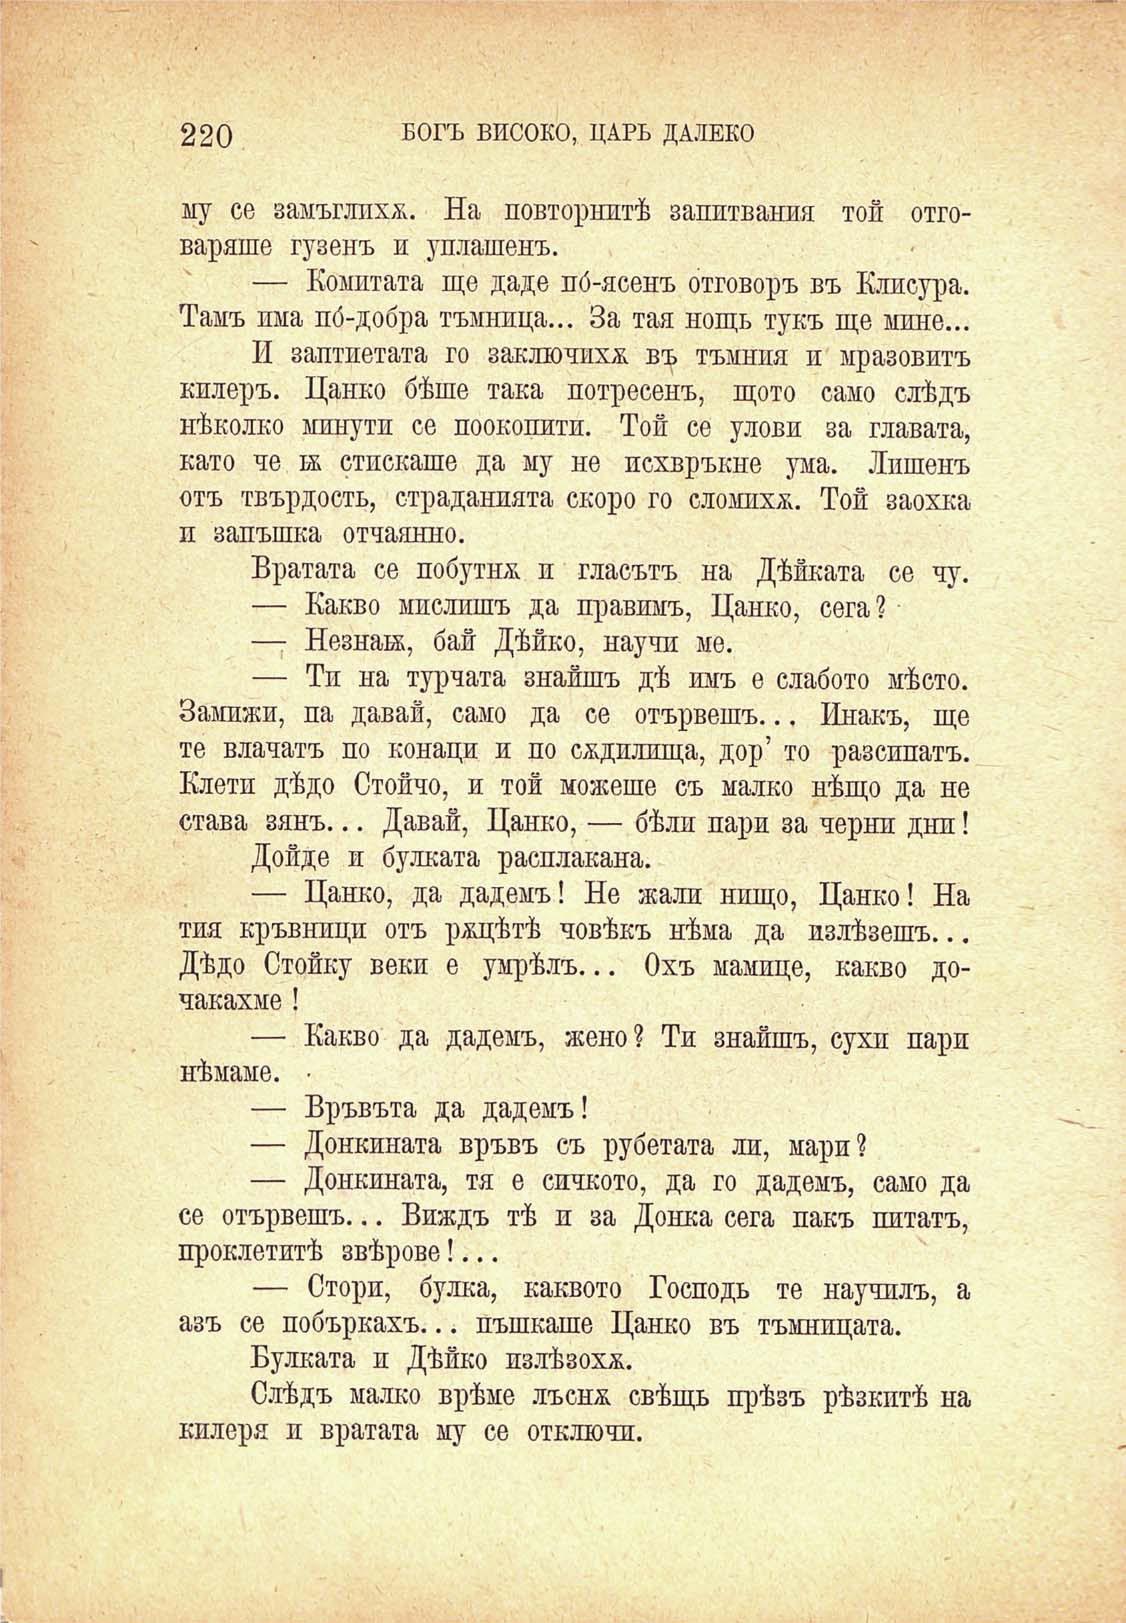 220 БОГЪ ВИСОКО, ЦАРЬ ДАЛЕКО
му се замъглихѫ. На повторнитѣ запитвания той отго-
варяше гузенъ и уплашенъ.
— Комитата ще даде по́-ясенъ отговоръ въ Клисура.
Тамъ има по́-добра тъмница... За тая нощь тукъ ще мине...
И заптиетата го заключихѫ въ тъмния и мразовитъ
килеръ. Цанко бѣше така потресенъ, щото само слѣдъ
нѣколко минути се поокопити. Той се улови за главата,
като че ѭ стискаше да му не исхвръкне ума. Лишенъ
отъ твърдость, страданията скоро го сломихѫ. Той заохка
и запъшка отчаянно.
Вратата се побутнѫ и гласътъ на Дѣйката се чу.
— Какво мислишъ да правимъ, Цанко, сега?
— Незнаѭ, бай Дѣйко, научи ме.
— Ти на турчата знайшъ дѣ имъ е слабото мѣсто.
Замижи, па давай, само да се отървешъ... Инакъ, ще
те влачатъ по конаци и по сѫдилища, дор’ то разсипатъ.
Клети дѣдо Стойчо, и той можеше съ малко нѣщо да не
става зянъ... Давай, Цанко, — бѣли пари за черни дни!
Дойде и булката расплакана.
— Цанко, да дадемъ! Не жали нищо, Цанко! На
тия кръвници отъ рѫцѣтѣ човѣкъ нѣма да излѣзешъ...
Дѣдо Стойку веки е умрѣлъ... Охъ мамице, какво до-
чакахме!
— Какво да дадемъ, жено? Ти знайшъ, сухи пари
нѣмаме.
— Връвъта да дадемъ!
— Донкината връвъ съ рубетата ли, мари?
— Донкината, тя е сичкото, да го дадемъ, само да
се отървешъ... Виждъ тѣ и за Донка сега пакъ питатъ,
проклетитѣ звѣрове!...
— Стори, булка, каквото Господь те научилъ, а
азъ се побъркахъ... пъшкаше Цанко въ тъмницата.
Булката и Дѣйко излѣзохѫ.
Слѣдъ малко врѣме лъснѫ свѣщь прѣзъ рѣзкитѣ на
килеря и вратата му се отключи.